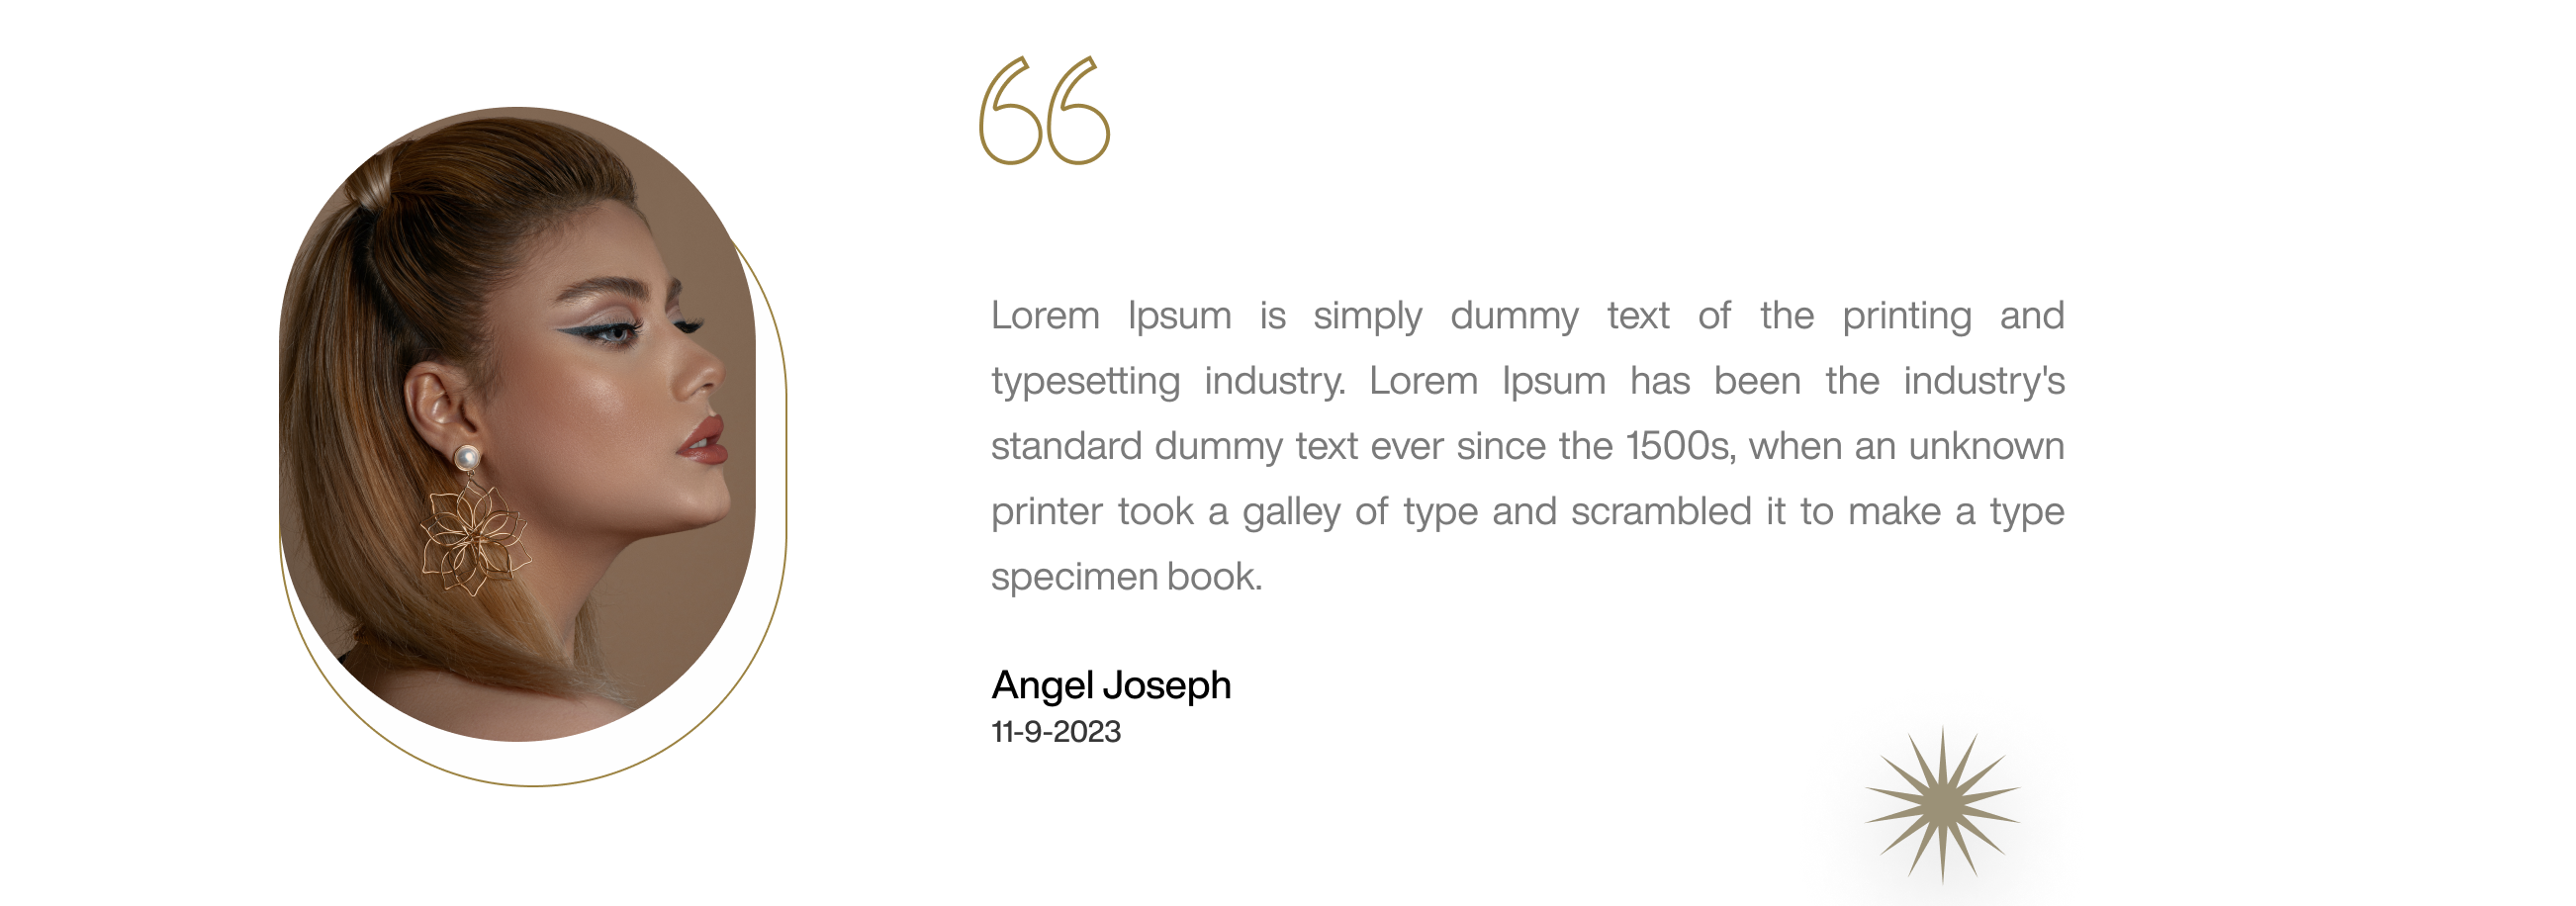 “
Lorem Ipsum is simply dummy text of the printing and
typesetting industry. Lorem Ipsum has been the industry's
standard dummy text ever since the 1500s, when an unknown
printer took a galley of type and scrambled it to make a type
specimen book.
Angel Joseph
11-9-2023